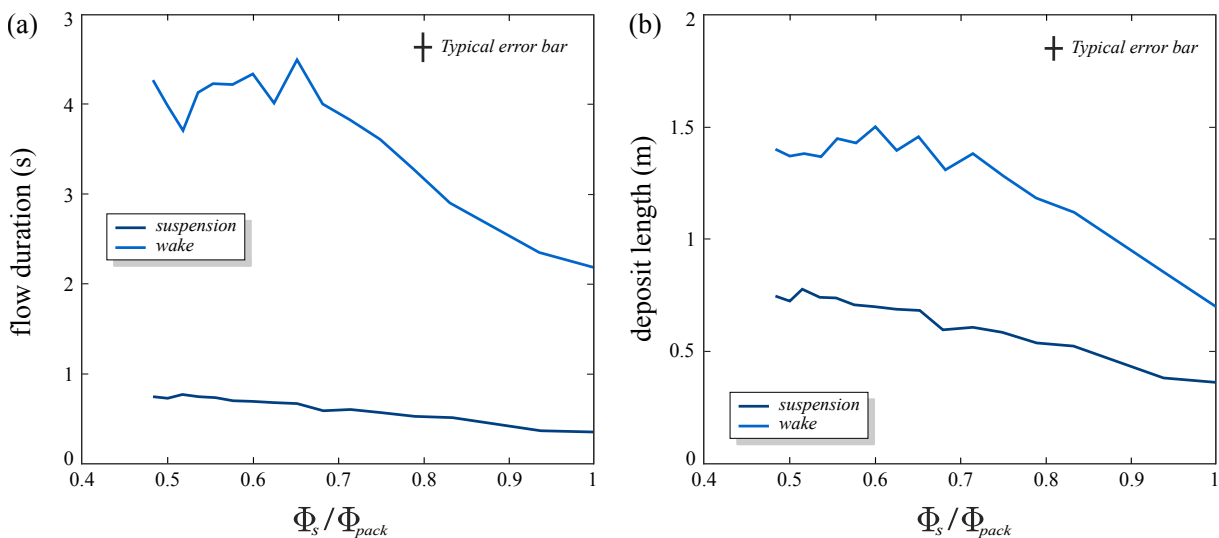 (a)
3
4
3
2
1
0
flow duration (s)
0.4 0.5 0.6 0.7 0.8 0.9 1
Φs/Φpack
Typical error bar
suspension
wake
(b)
2
1.5
1
0.5
0
deposit length (m)
0.4 0.5 0.6 0.7 0.8 0.9 1
Φs/Φpack
Typical error bar
suspension
wake